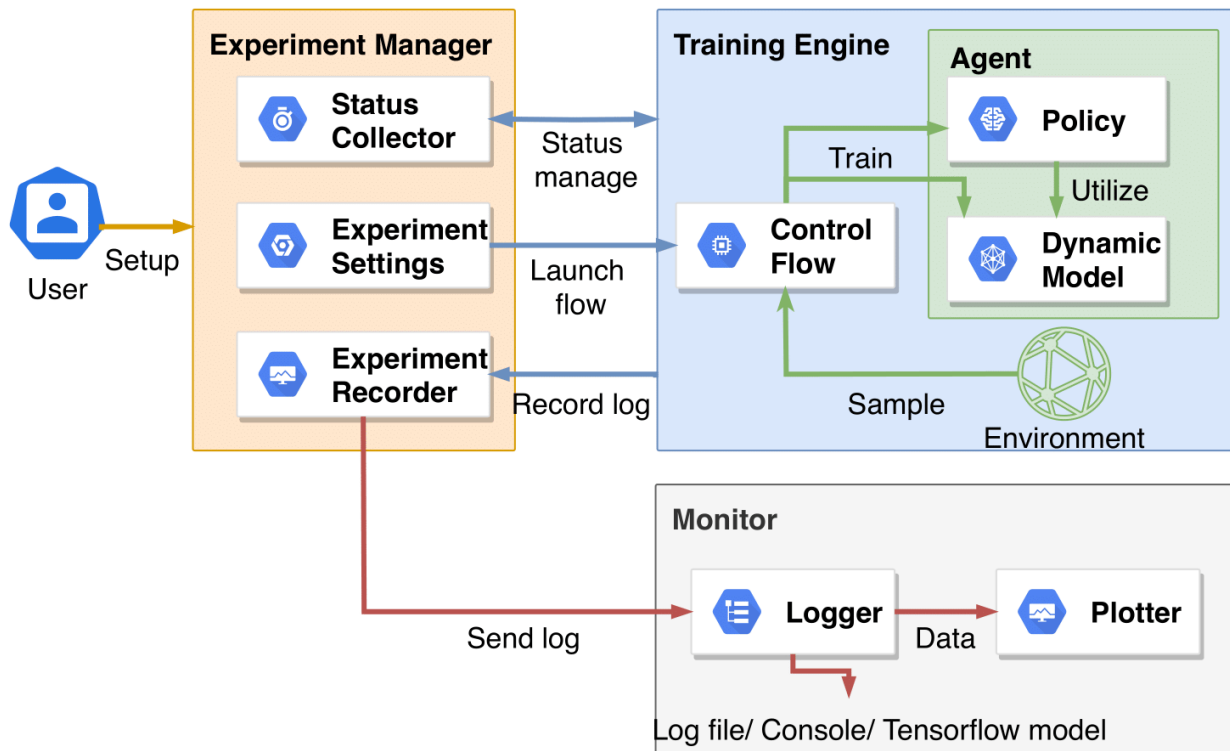 Experiment Manager
Status
Collector
Experiment
Settings
Experiment
Recorder
User
Setup
Status
manage
Launch
flow
Record log
Training Engine
Agent
Policy
Train
Utilize
Control
Flow
Dynamic
Model
Sample
Environment
Monitor
Send log
Logger
Data
Plotter
Log file/ Console/ Tensorflow model